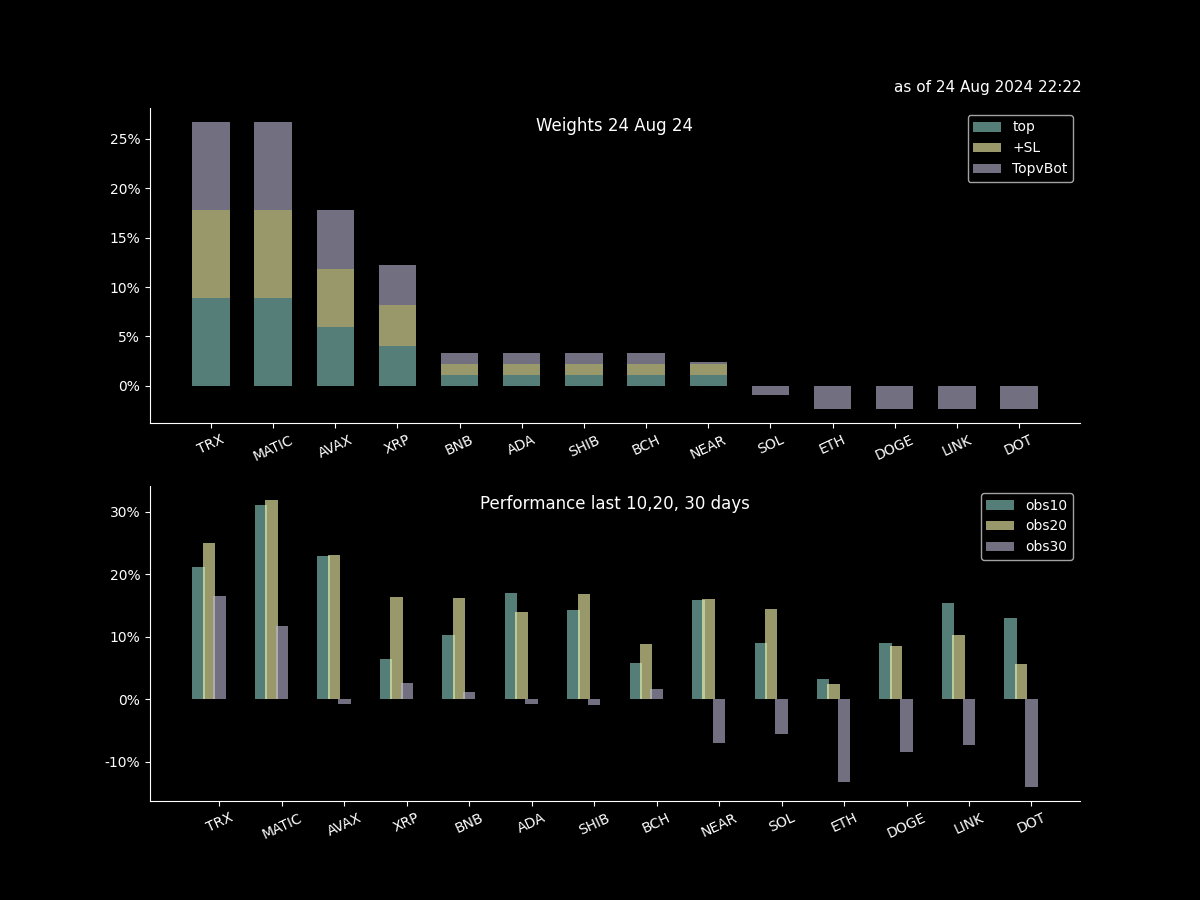 as of 24 Aug 2024 22:22
Weights 24 Aug 24
top
+SL
TopvBot
25%
20%
15%
10%
5%
0%
TRX MATIC AVAX XRP BNB ADA SHIB BCH NEAR SOL ETH DOGE LINK DOT
Performance last 10,20, 30 days
obs10
obs20
obs30
30%
20%
10%
0%
-10%
TRX MATIC AVAX XRP BNB ADA SHIB BCH NEAR SOL ETH DOGE LINK DOT